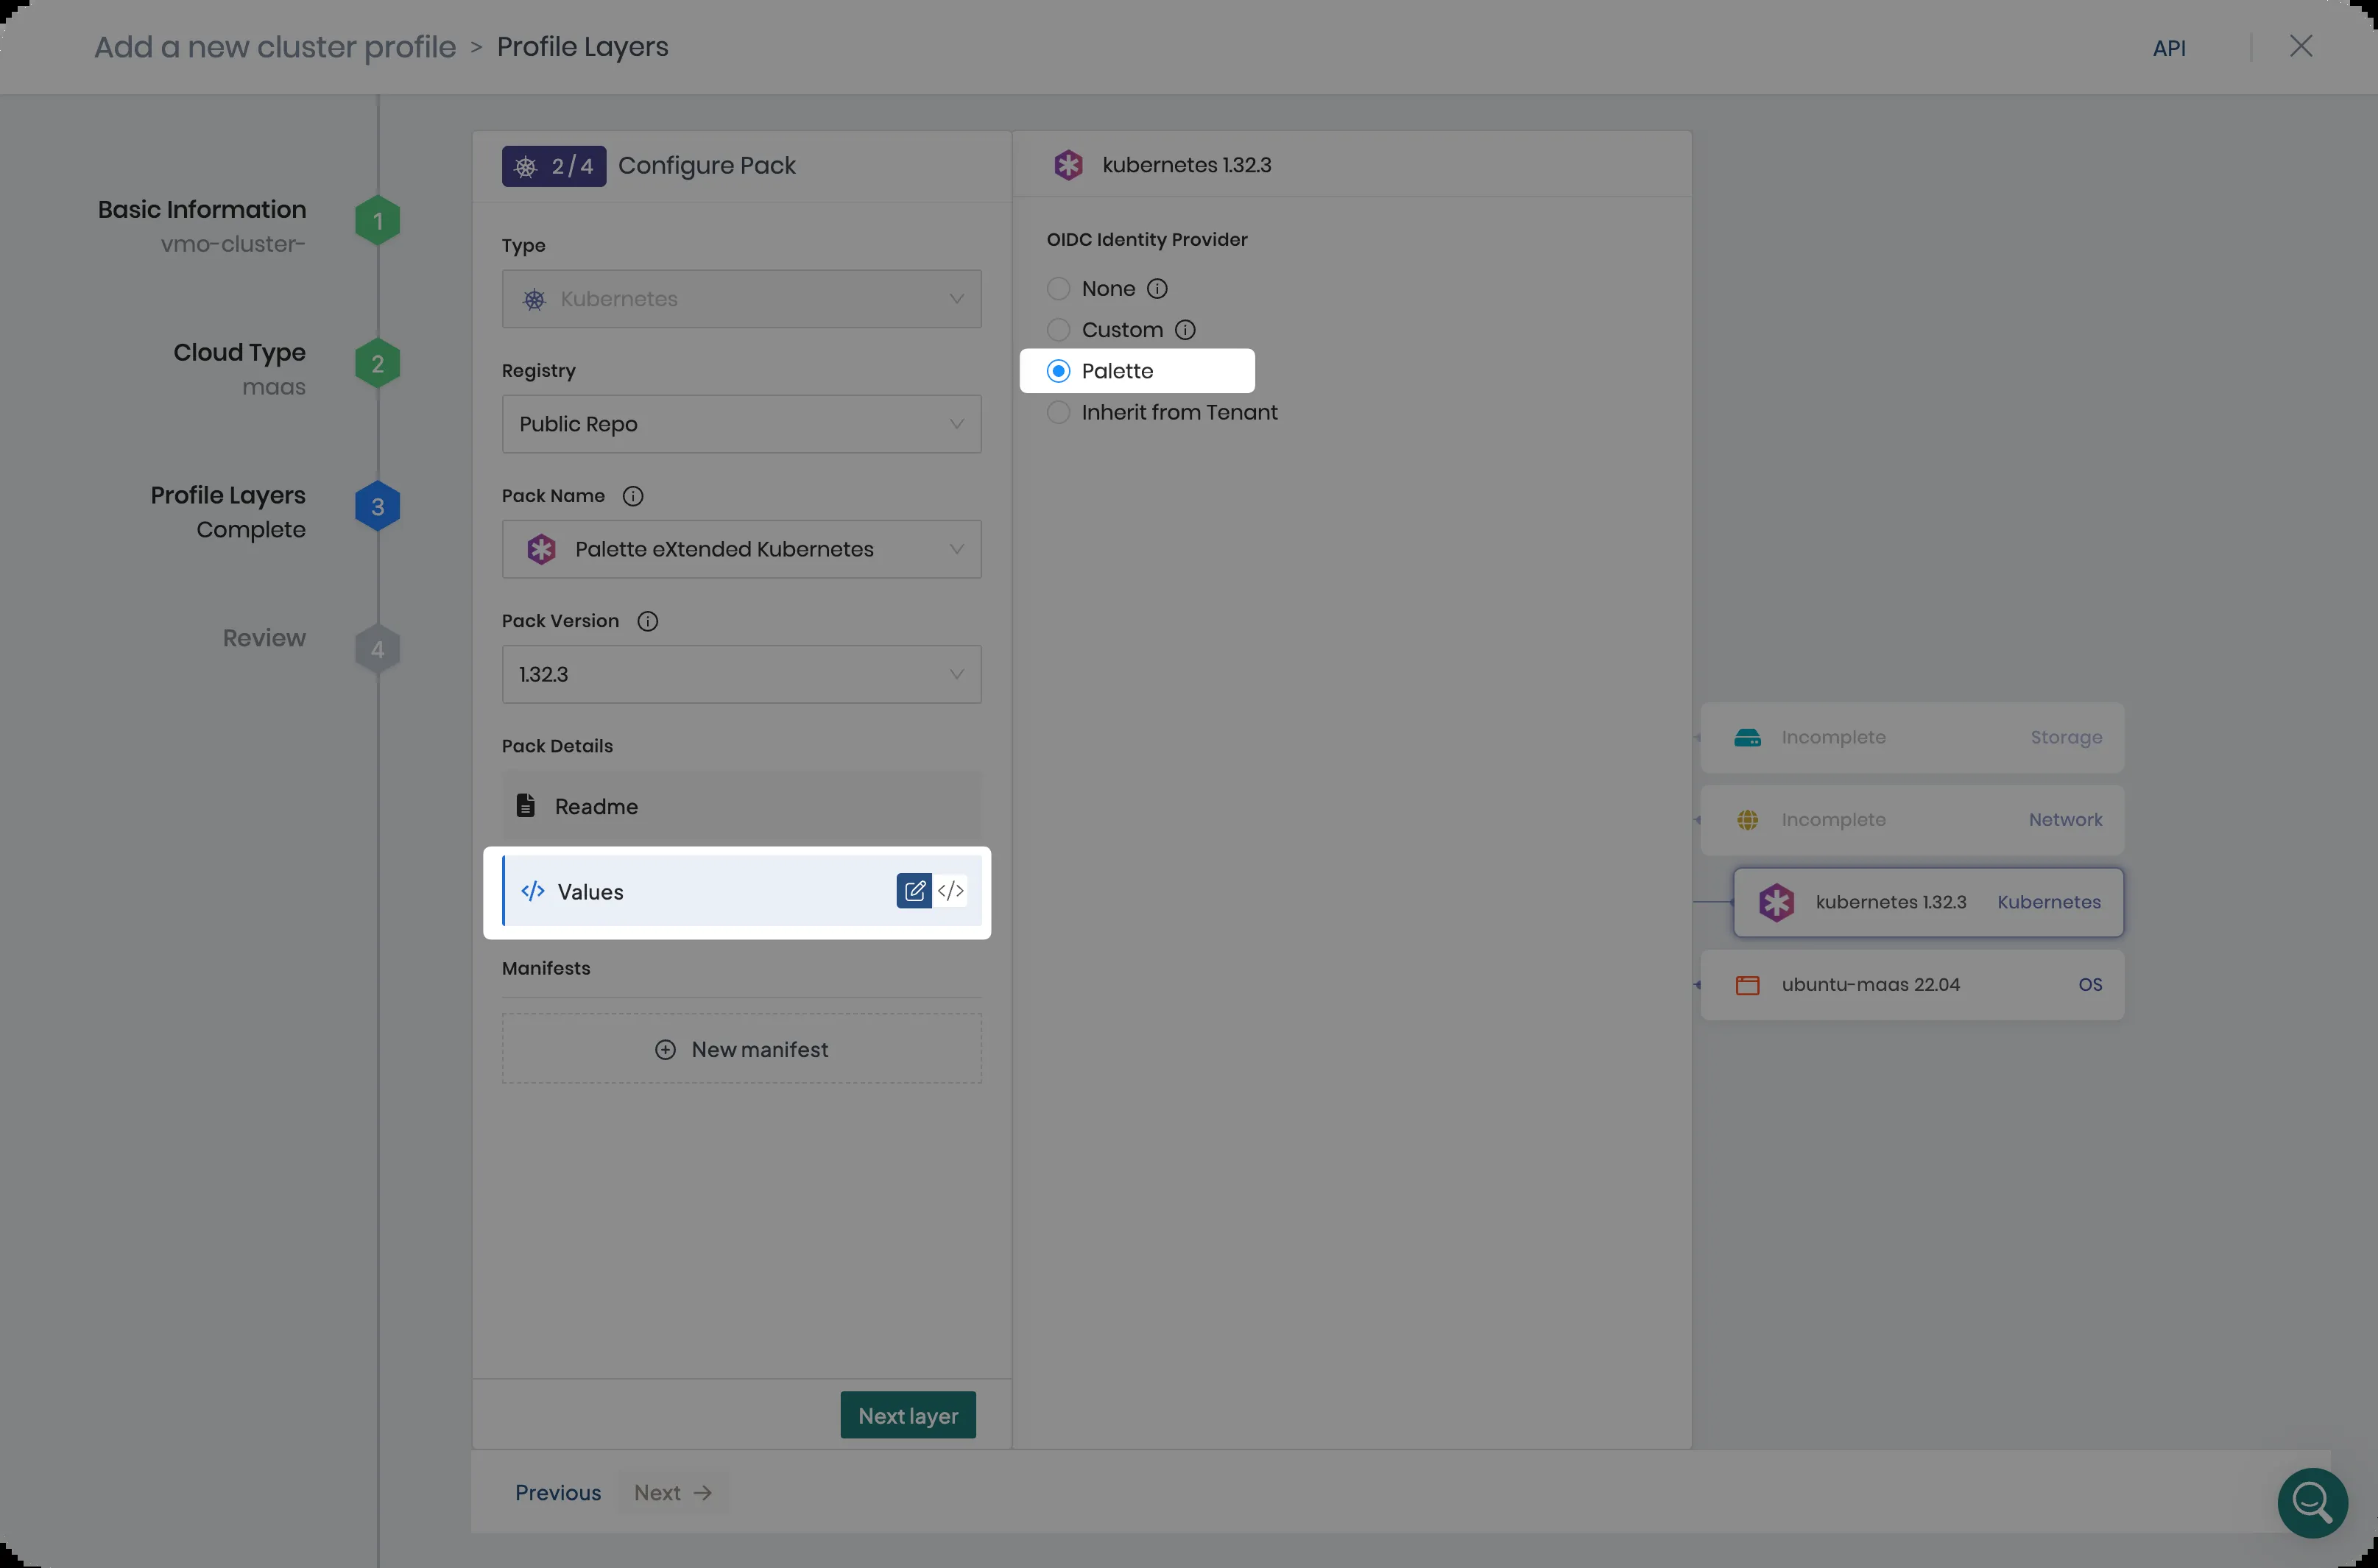 Add a new cluster profile > Profile Layers
API
Basic Information
vmo-cluster-
1
Cloud Type
maas
2
Profile Layers
Complete
3
Review
4
2 / 4 Configure Pack
Type
Kubernetes
Registry
Public Repo
Pack Name
Palette eXtended Kubernetes
Pack Version
1.32.3
Pack Details
Readme
</> Values </>
Manifests
New manifest
Next layer
kubernetes 1.32.3
OIDC Identity Provider
None
Custom
Palette
Inherit from Tenant
Incomplete Storage
Incomplete Network
kubernetes 1.32.3 Kubernetes
ubuntu-maas 22.04 OS
Previous Next →